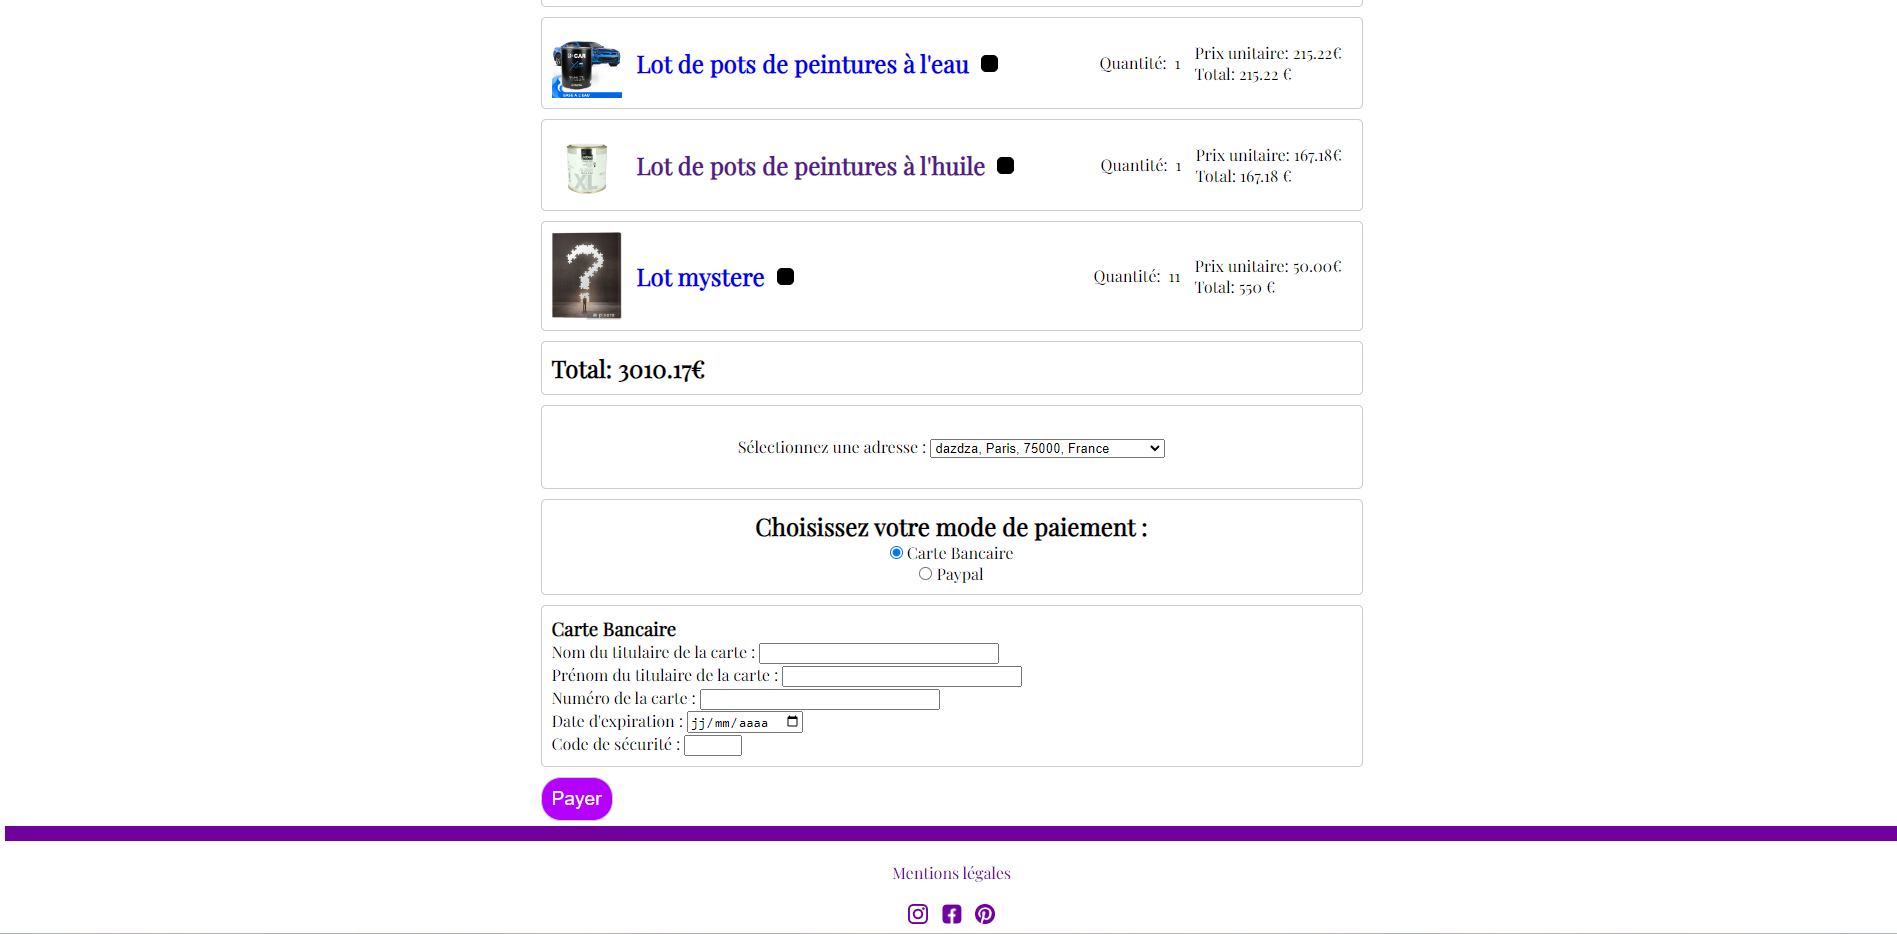 CAR
BASE A L'EAU
Lot de pots de peintures à l'eau
Quantité: 1
Prix unitaire: 215.22€
Total: 215.22 €
XL
Lot de pots de peintures à l'huile
Quantité: 1
Prix unitaire: 167.18€
Total: 167.18 €
Lot mystere
Quantité: 11
Prix unitaire: 50.00€
Total: 550 €
Total: 3010.17€
Sélectionnez une adresse : dazdza, Paris, 75000, France
Choisissez votre mode de paiement :
Carte Bancaire
Paypal
Carte Bancaire
Nom du titulaire de la carte :
Prénom du titulaire de la carte :
Numéro de la carte :
Date d'expiration : jj/mm/aaaa
Code de sécurité :
Payer
Mentions légales